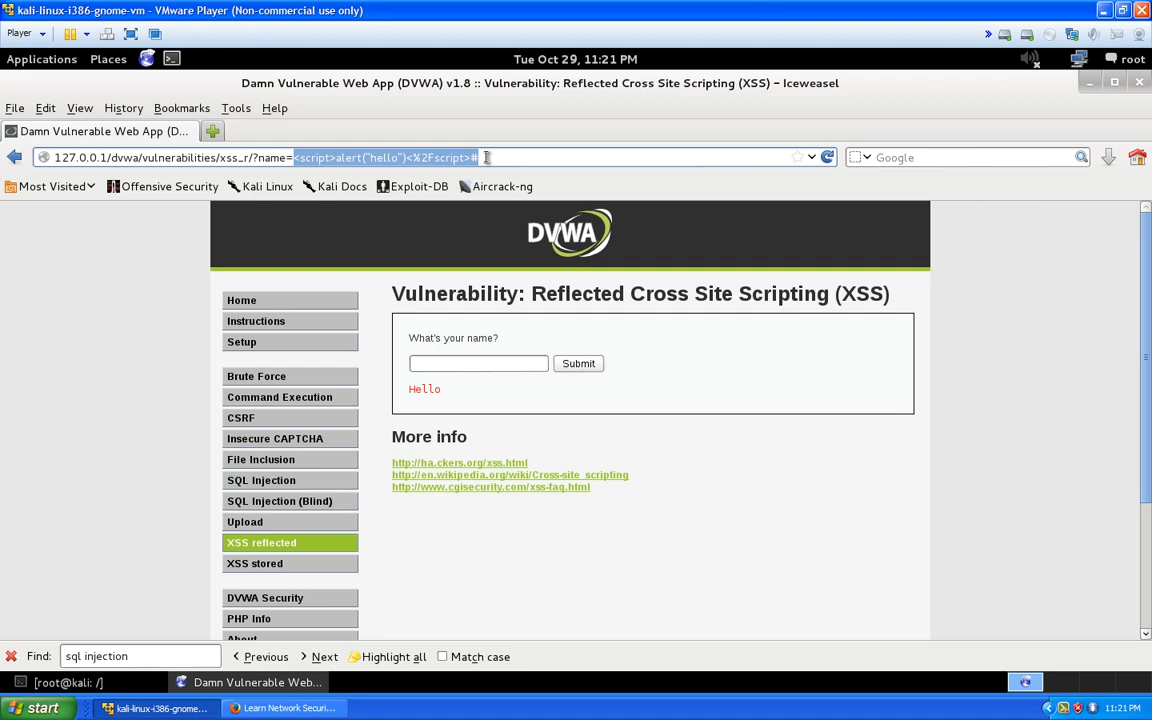 kali-linux-i386-gnome-vm - VMware Player (Non-commercial use only)
Player
Applications Places Tue Oct 29, 11:21 PM root
Damn Vulnerable Web App (DVWA) v1.8 :: Vulnerability: Reflected Cross Site Scripting (XSS) - Iceweasel
File Edit View History Bookmarks Tools Help
Damn Vulnerable Web App (D...
127.0.0.1/dvwa/vulnerabilities/xss_r/?name=<script>alert("hello")<%2Fscript># Google
Most Visited Offensive Security Kali Linux Kali Docs Exploit-DB Aircrack-ng
DVWA
Home
Instructions
Setup
Brute Force
Command Execution
CSRF
Insecure CAPTCHA
File Inclusion
SQL Injection
SQL Injection (Blind)
Upload
XSS reflected
XSS stored
DVWA Security
PHP Info
About
Vulnerability: Reflected Cross Site Scripting (XSS)
What's your name?
Submit
Hello
More info
http://ha.ckers.org/xss.html
http://en.wikipedia.org/wiki/Cross-site_scripting
http://www.cgisecurity.com/xss-faq.html
Find: sql injection Previous Next Highlight all Match case
[root@kali: /] Damn Vulnerable Web...
start kali-linux-i386-gnome... Learn Network Securi... 11:21 PM